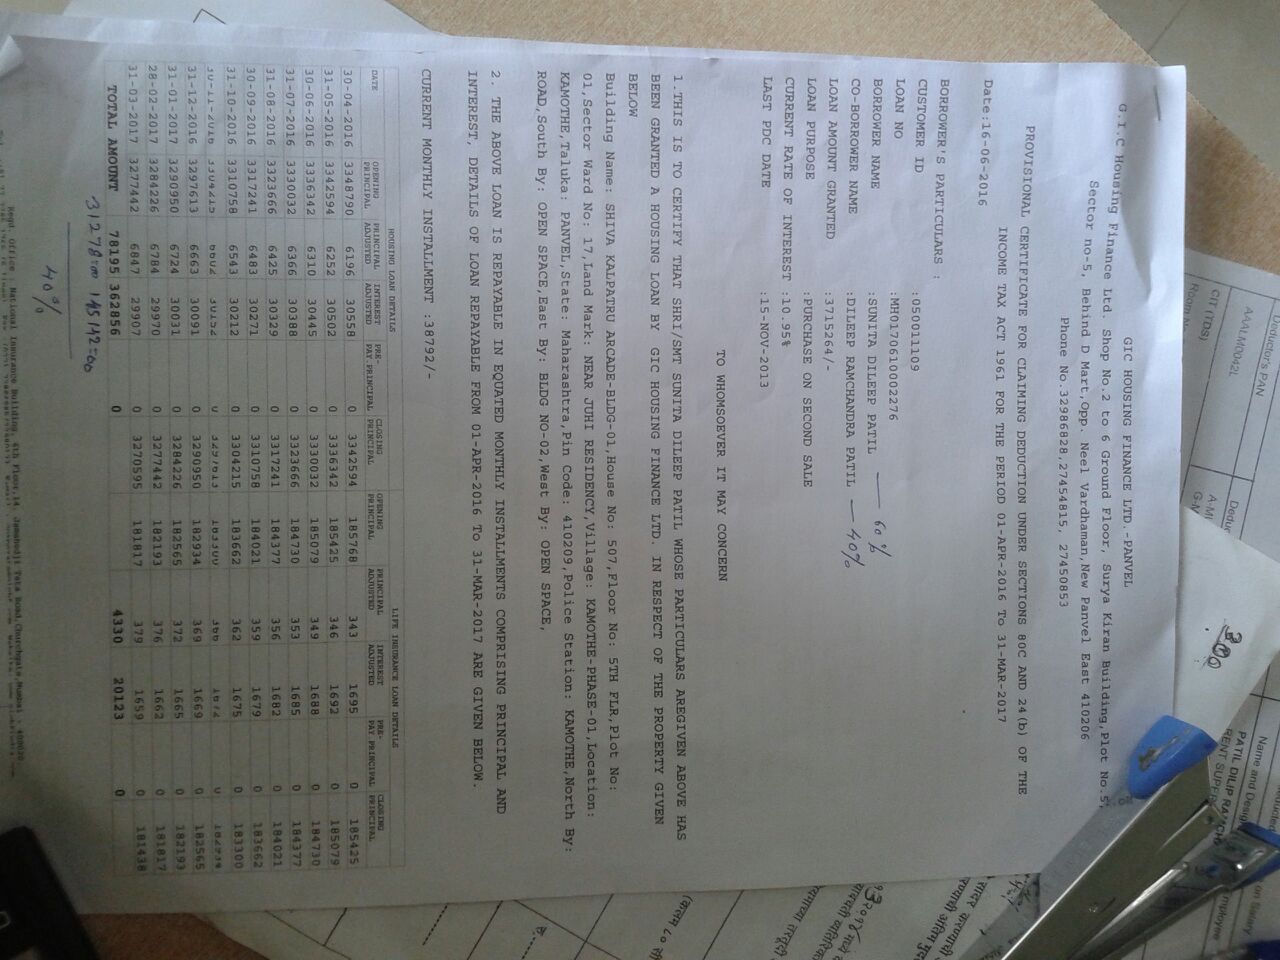 Deductor's PAN
AAALM0042L
CIT (TDS)
300
Name and
PATIL DILIP
on Salary
GIC HOUSING FINANCE LTD.-PANVEL
G.I.C Housing Finance Ltd. Shop No.2 to 6 Ground Floor, Surya Kiran Building,Plot No.5,
Sector no-5, Behind D Mart,Opp. Neel Vardhaman,New Panvel East 410206
Phone No.32986828,27454815, 27450853
PROVISIONAL CERTIFICATE FOR CLAIMING DEDUCTION UNDER SECTIONS 80C AND 24(b) OF THE
INCOME TAX ACT 1961 FOR THE PERIOD 01-APR-2016 To 31-MAR-2017
Date:16-06-2016
BORROWER'S PARTICULARS :
CUSTOMER ID :050011109
LOAN NO :MH0170610002276
BORROWER NAME :SUNITA DILEEP PATIL — 60%
CO-BORROWER NAME :DILEEP RAMCHANDRA PATIL — 40%
LOAN AMOUNT GRANTED :3715264/-
LOAN PURPOSE :PURCHASE ON SECOND SALE
CURRENT RATE OF INTEREST :10.95%
LAST PDC DATE :15-NOV-2013
TO WHOMSOEVER IT MAY CONCERN
1.THIS IS TO CERTIFY THAT SHRI/SMT SUNITA DILEEP PATIL WHOSE PARTICULARS AREGIVEN ABOVE HAS
BEEN GRANTED A HOUSING LOAN BY GIC HOUSING FINANCE LTD. IN RESPECT OF THE PROPERTY GIVEN
BELOW
Building Name: SHIVA KALPATRU ARCADE-BLDG-01,House No: 507,Floor No: 5TH FLR,Plot No:
01,Sector Ward No: 17,Land Mark: NEAR JUHI RESIDENCY,Village: KAMOTHE-PHASE-01,Location:
KAMOTHE,Taluka: PANVEL,State: Maharashtra,Pin Code: 410209,Police Station: KAMOTHE,North By:
ROAD,South By: OPEN SPACE,East By: BLDG NO-02,West By: OPEN SPACE,
2. THE ABOVE LOAN IS REPAYABLE IN EQUATED MONTHLY INSTALLMENTS COMPRISING PRINCIPAL AND
INTEREST, DETAILS OF LOAN REPAYABLE FROM 01-APR-2016 To 31-MAR-2017 ARE GIVEN BELOW.
CURRENT MONTHLY INSTALLMENT :38792/-
HOUSING LOAN DETAILS LIFE INSURANCE LOAN DETAILS
DATE OPENING PRINCIPAL PRINCIPAL ADJUSTED INTEREST ADJUSTED PRE-PAY.PRINCIPAL CLOSING PRINCIPAL OPENING PRINCIPAL PRINCIPAL ADJUSTED INTEREST ADJUSTED PRE-PAY.PRINCIPAL CLOSING PRINCIPAL
30-04-2016 3348790 6196 30558 0 3342594 185768 343 1695 0 185425
31-05-2016 3342594 6252 30502 0 3336342 185425 346 1692 0 185079
30-06-2016 3336342 6310 30445 0 3330032 185079 349 1688 0 184730
31-07-2016 3330032 6366 30388 0 3323666 184730 353 1685 0 184377
31-08-2016 3323666 6425 30329 0 3317241 184377 356 1682 0 184021
30-09-2016 3317241 6483 30271 0 3310758 184021 359 1679 0 183662
31-10-2016 3310758 6543 30212 0 3304215 183662 362 1675 0 183300
30-11-2016 3304215 6602 30152 0 3297613 183300 366 1672 0 182934
31-12-2016 3297613 6663 30091 0 3290950 182934 369 1669 0 182565
31-01-2017 3290950 6724 30031 0 3284226 182565 372 1665 0 182193
28-02-2017 3284226 6784 29970 0 3277442 182193 376 1662 0 181817
31-03-2017 3277442 6847 29907 0 3270595 181817 379 1659 0 181438
TOTAL AMOUNT 78195 362856 0 4330 20123 0
31278=00 145142=00
40%
Regd. Office : National Insurance Building, 6th Floor,14, Jamshedji Tata Road,Churchgate,Mumbai - 400020
सादर करण्याची
रण्याची अंतिम
रु.